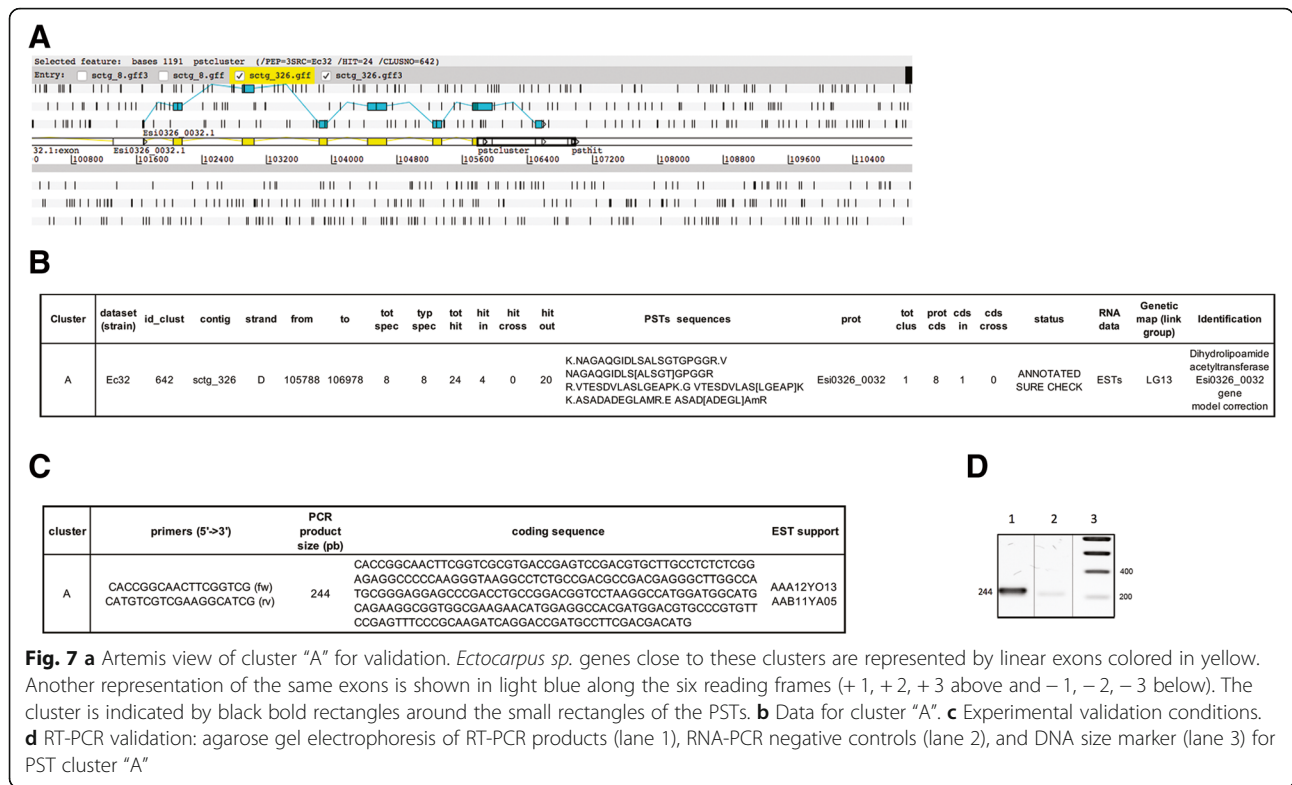 A
Selected feature: bases 1191 pstcluster (/PEP=3SRC=Ec32 /HIT=24 /CLUSNO=642)
Entry: sctg_8.gff3 sctg_8.gff sctg_326.gff sctg_326.gff3
Esi0326_0032.1
32.1:exon Esi0326_0032.1 pstcluster psthit
0 100800 101600 102400 103200 104000 104800 105600 106400 107200 108000 108800 109600 110400
B
Cluster dataset (strain) id_clust contig strand from to tot spec typ spec tot hit hit in hit cross hit out PSTs sequences prot tot clus prot cds cds in cds cross status RNA data Genetic map (link group) Identification
A Ec32 642 sctg_326 D 105788 106978 8 8 24 4 0 20
K.NAGAQGIDLSALSGTGPGGR.V
NAGAQGIDLS[ALSGT]GPGGR
R.VTESDVLASLGEAPK.G VTESDVLAS[LGEAP]K
K.ASADADEGLAMR.E ASAD[ADEGL]AmR
Esi0326_0032 1 8 1 0 ANNOTATED SURE CHECK ESTs LG13 Dihydrolipoamide acetyltransferase Esi0326_0032 gene model correction
C
cluster primers (5'->3') PCR product size (pb) coding sequence EST support
A
CACCGGCAACTTCGGTCG (fw)
CATGTCGTCGAAGGCATCG (rv)
244
CACCGGCAACTTCGGTCGCGTGACCGAGTCCGACGTGCTTGCCTCTCTCGG
AGAGGCCCCCAAGGGTAAGGCCTCTGCCGACGCCGACGAGGGCTTGGCCA
TGCGGGAGGAGCCCGACCTGCCGGACGGTCCTAAGGCCATGGATGGCATG
CAGAAGGCGGTGGCGAAGAACATGGAGGCCACGATGGACGTGCCCGTGTT
CCGAGTTTCCCGCAAGATCAGGACCGATGCCTTCGACGACATG
AAA12YO13
AAB11YA05
D
1 2 3
400
244 200
Fig. 7 a Artemis view of cluster “A” for validation. Ectocarpus sp. genes close to these clusters are represented by linear exons colored in yellow.
Another representation of the same exons is shown in light blue along the six reading frames (+ 1, + 2, + 3 above and − 1, − 2, − 3 below). The
cluster is indicated by black bold rectangles around the small rectangles of the PSTs. b Data for cluster “A”. c Experimental validation conditions.
d RT-PCR validation: agarose gel electrophoresis of RT-PCR products (lane 1), RNA-PCR negative controls (lane 2), and DNA size marker (lane 3) for
PST cluster “A”